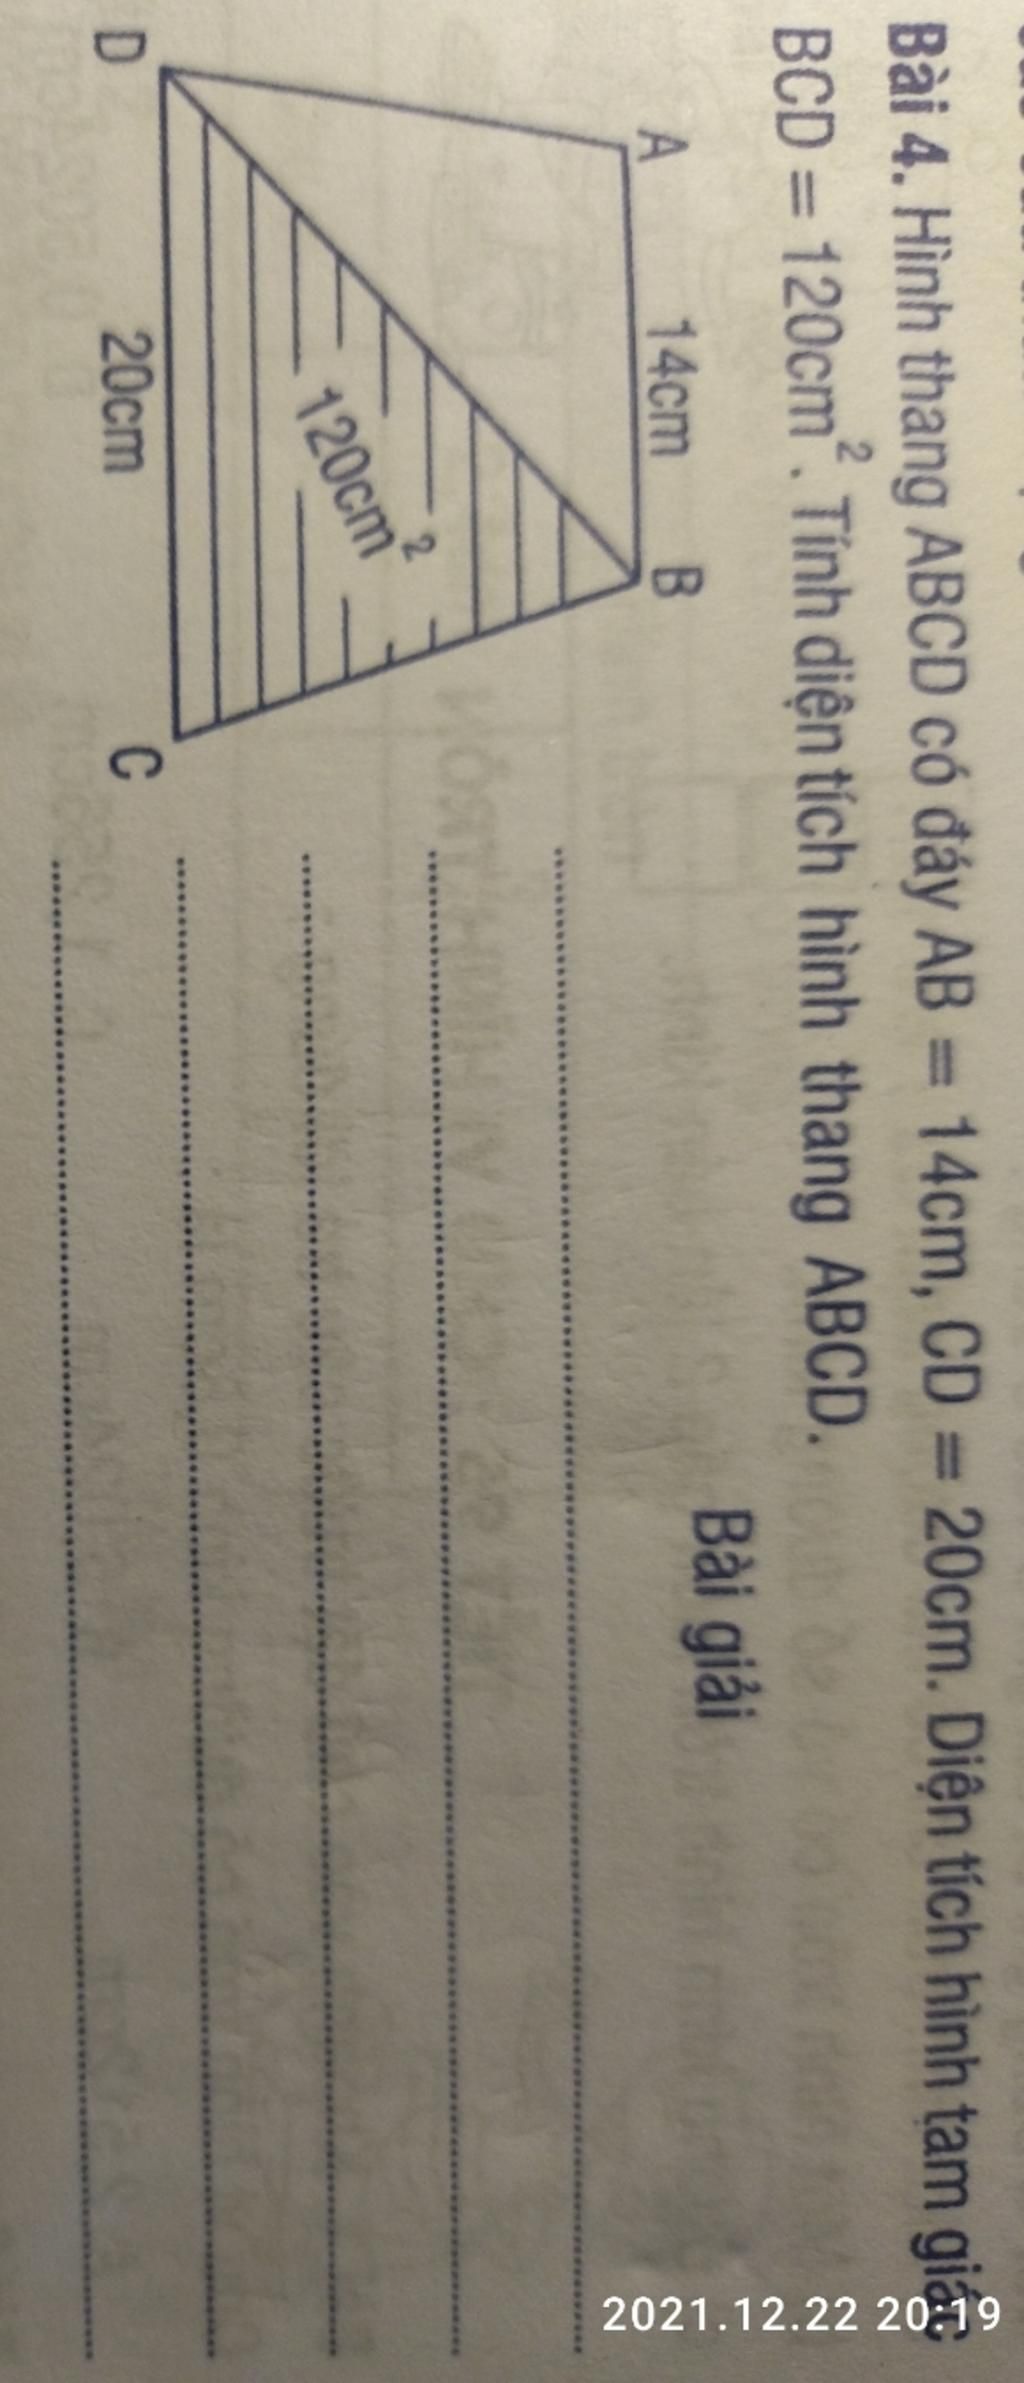 Bài 4. Hình thang ABCD có đáy AB = 14cm, CD = 20cm. Diện tích hình tam giác
BCD = 120cm². Tính diện tích hình thang ABCD.
Bài giải
A
14cm
B
120cm²
D
20cm
C
2021.12.22 20:19